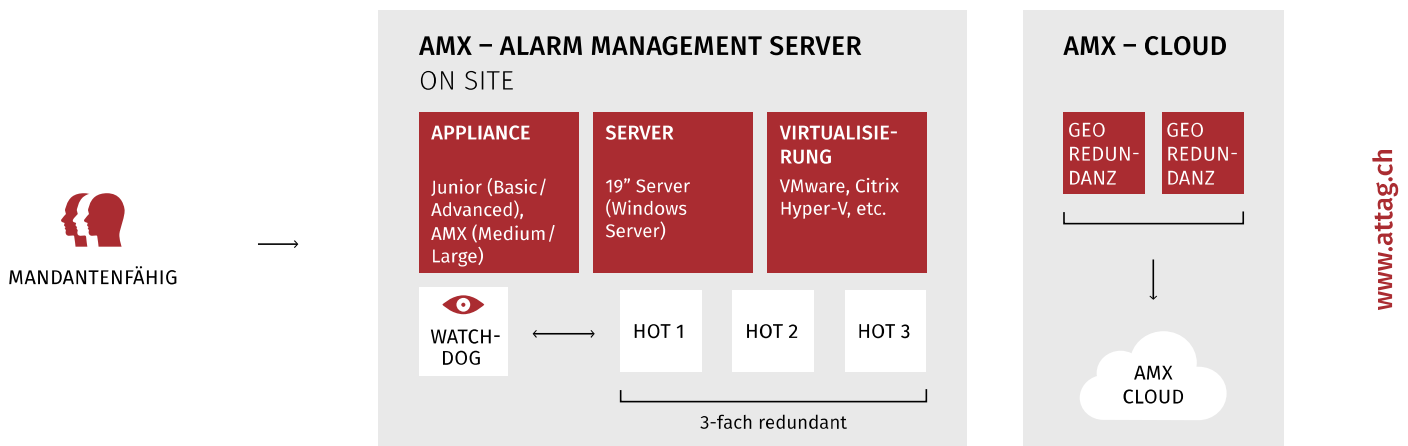 MANDANTENFÄHIG
AMX – ALARM MANAGEMENT SERVER
ON SITE
APPLIANCE
Junior (Basic/
Advanced),
AMX (Medium/
Large)
SERVER
19” Server
(Windows
Server)
VIRTUALISIE-
RUNG
VMware, Citrix
Hyper-V, etc.
WATCH-
DOG
HOT 1
HOT 2
HOT 3
3-fach redundant
AMX – CLOUD
GEO
REDUN-
DANZ
GEO
REDUN-
DANZ
AMX
CLOUD
www.attag.ch